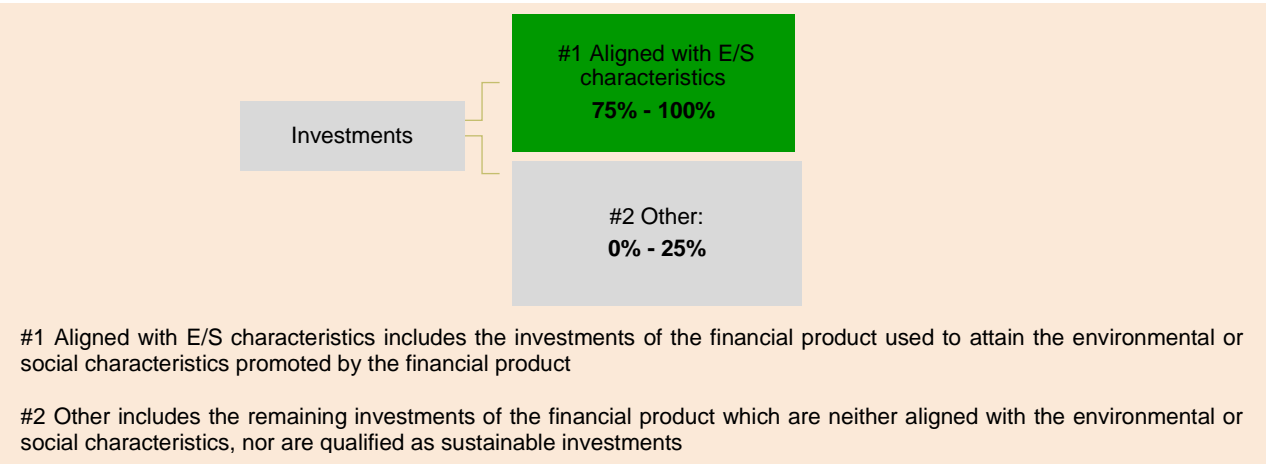 #1 Aligned with E/S
characteristics
75% - 100%
Investments
#2 Other:
0% - 25%
#1 Aligned with E/S characteristics includes the investments of the financial product used to attain the environmental or
social characteristics promoted by the financial product
#2 Other includes the remaining investments of the financial product which are neither aligned with the environmental or
social characteristics, nor are qualified as sustainable investments